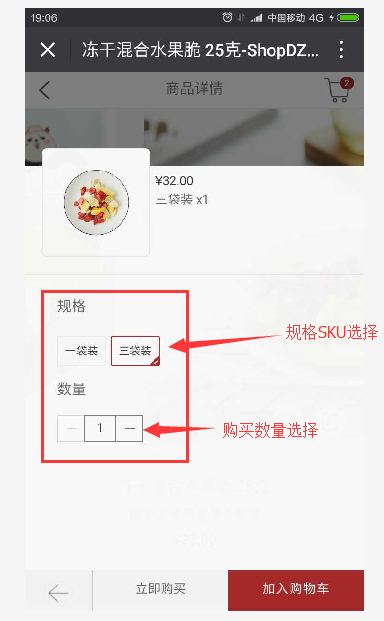 19:06 中国移动 4G
冻干混合水果脆 25克-ShopDZ...
商品详情 2
¥32.00
三袋装 x1
规格
规格SKU选择
一袋装 三袋装
数量
1
购买数量选择
立即购买 加入购物车